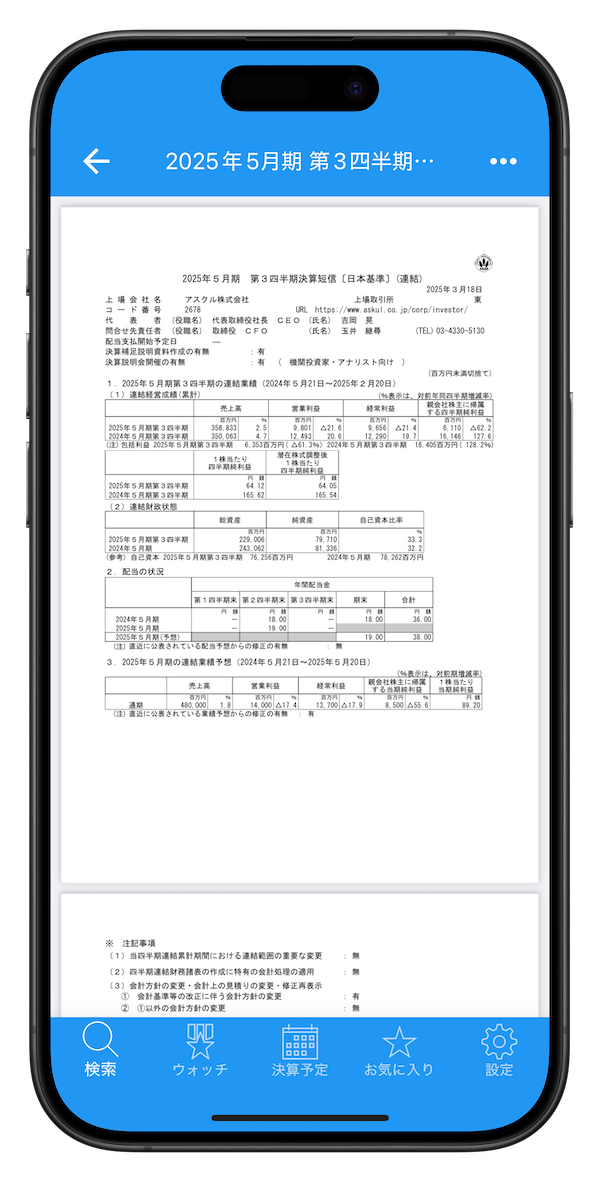 2025年5月期 第3四半期…
2025年5月期 第3四半期決算短信〔日本基準〕(連結)
2025年3月18日
上場会社名 アスクル株式会社 上場取引所 東
コード番号 2678 URL https://www.askul.co.jp/corp/investor/
代表者 (役職名) 代表取締役社長 CEO (氏名) 吉岡 晃
問合せ先責任者 (役職名) 取締役 CFO (氏名) 玉井 継尋 (TEL) 03-4330-5130
配当支払開始予定日 ―
決算補足説明資料作成の有無 : 有
決算説明会開催の有無 : 有 ( 機関投資家・アナリスト向け )
(百万円未満切捨て)
1.2025年5月期第3四半期の連結業績(2024年5月21日~2025年2月20日)
(1)連結経営成績(累計) (%表示は、対前年同四半期増減率)
売上高 営業利益 経常利益 親会社株主に帰属する四半期純利益
百万円 % 百万円 % 百万円 % 百万円 %
2025年5月期第3四半期 358,833 2.5 9,801 △21.6 9,656 △21.4 6,110 △62.2
2024年5月期第3四半期 350,063 4.7 12,493 20.6 12,290 19.7 16,146 127.6
(注)包括利益 2025年5月期第3四半期 6,353百万円(△61.3%) 2024年5月期第3四半期 16,405百万円( 128.2%)
1株当たり四半期純利益 潜在株式調整後1株当たり四半期純利益
円 銭 円 銭
2025年5月期第3四半期 64.12 64.05
2024年5月期第3四半期 165.62 165.54
(2)連結財政状態
総資産 純資産 自己資本比率
百万円 百万円 %
2025年5月期第3四半期 229,006 79,710 33.3
2024年5月期 243,062 81,336 32.2
(参考)自己資本 2025年5月期第3四半期 76,256百万円 2024年5月期 78,262百万円
2.配当の状況
年間配当金
第1四半期末 第2四半期末 第3四半期末 期末 合計
円 銭 円 銭 円 銭 円 銭 円 銭
2024年5月期 ― 18.00 ― 18.00 36.00
2025年5月期 ― 19.00 ―
2025年5月期(予想) 19.00 38.00
(注)直近に公表されている配当予想からの修正の有無 : 無
3.2025年5月期の連結業績予想(2024年5月21日~2025年5月20日)
(%表示は、対前期増減率)
売上高 営業利益 経常利益 親会社株主に帰属する当期純利益 1株当たり当期純利益
百万円 % 百万円 % 百万円 % 百万円 % 円 銭
通期 480,000 1.8 14,000 △17.4 13,700 △17.9 8,500 △55.6 89.20
(注)直近に公表されている業績予想からの修正の有無 : 有
※ 注記事項
(1)当四半期連結累計期間における連結範囲の重要な変更 : 無
(2)四半期連結財務諸表の作成に特有の会計処理の適用 : 無
(3)会計方針の変更・会計上の見積りの変更・修正再表示
① 会計基準等の改正に伴う会計方針の変更 : 有
② ①以外の会計方針の変更 : 無
検索 ウォッチ 決算予定 お気に入り 設定